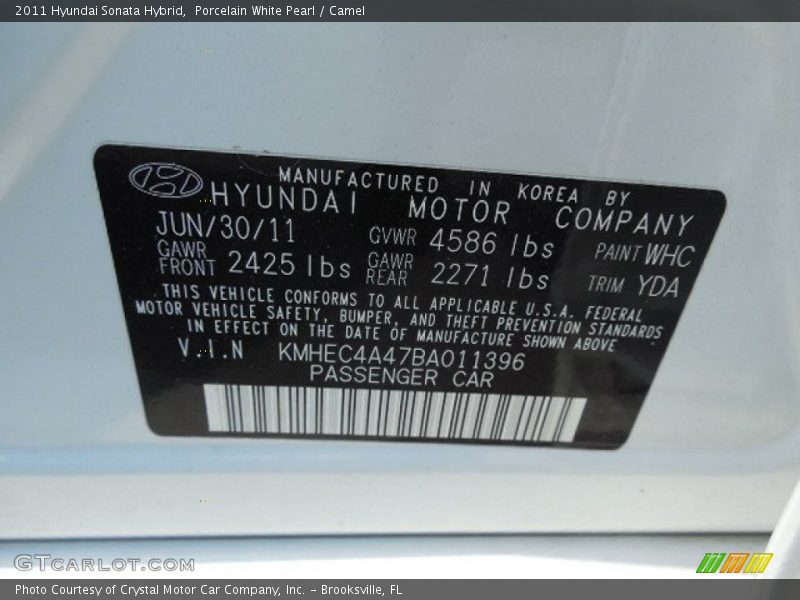 2011 Hyundai Sonata Hybrid,  Porcelain White Pearl / Camel
MANUFACTURED IN KOREA BY
HYUNDAI MOTOR COMPANY
JUN/30/11 GVWR 4586 lbs PAINT WHC
GAWR FRONT 2425 lbs GAWR REAR 2271 lbs TRIM YDA
THIS VEHICLE CONFORMS TO ALL APPLICABLE U.S.A. FEDERAL
MOTOR VEHICLE SAFETY, BUMPER, AND THEFT PREVENTION STANDARDS
IN EFFECT ON THE DATE OF MANUFACTURE SHOWN ABOVE
V.I.N KMHEC4A47BA011396
PASSENGER CAR
GTCARLOT.COM
Photo Courtesy of Crystal Motor Car Company, Inc. – Brooksville, FL